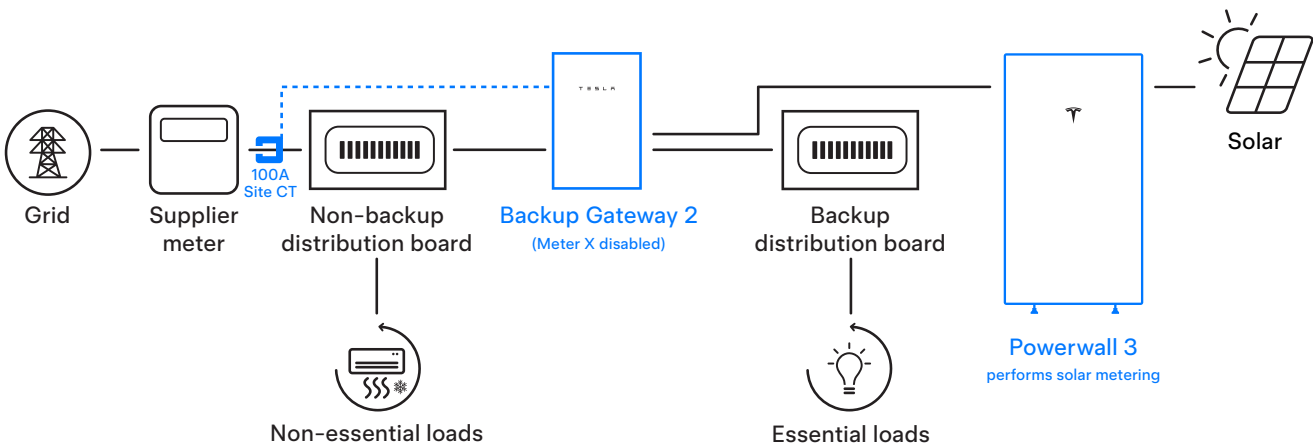 TESLA
Solar
100A
Site CT
Grid
Supplier
meter
Non-backup
distribution board
Backup Gateway 2
(Meter X disabled)
Backup
distribution board
Powerwall 3
performs solar metering
Non-essential loads
Essential loads